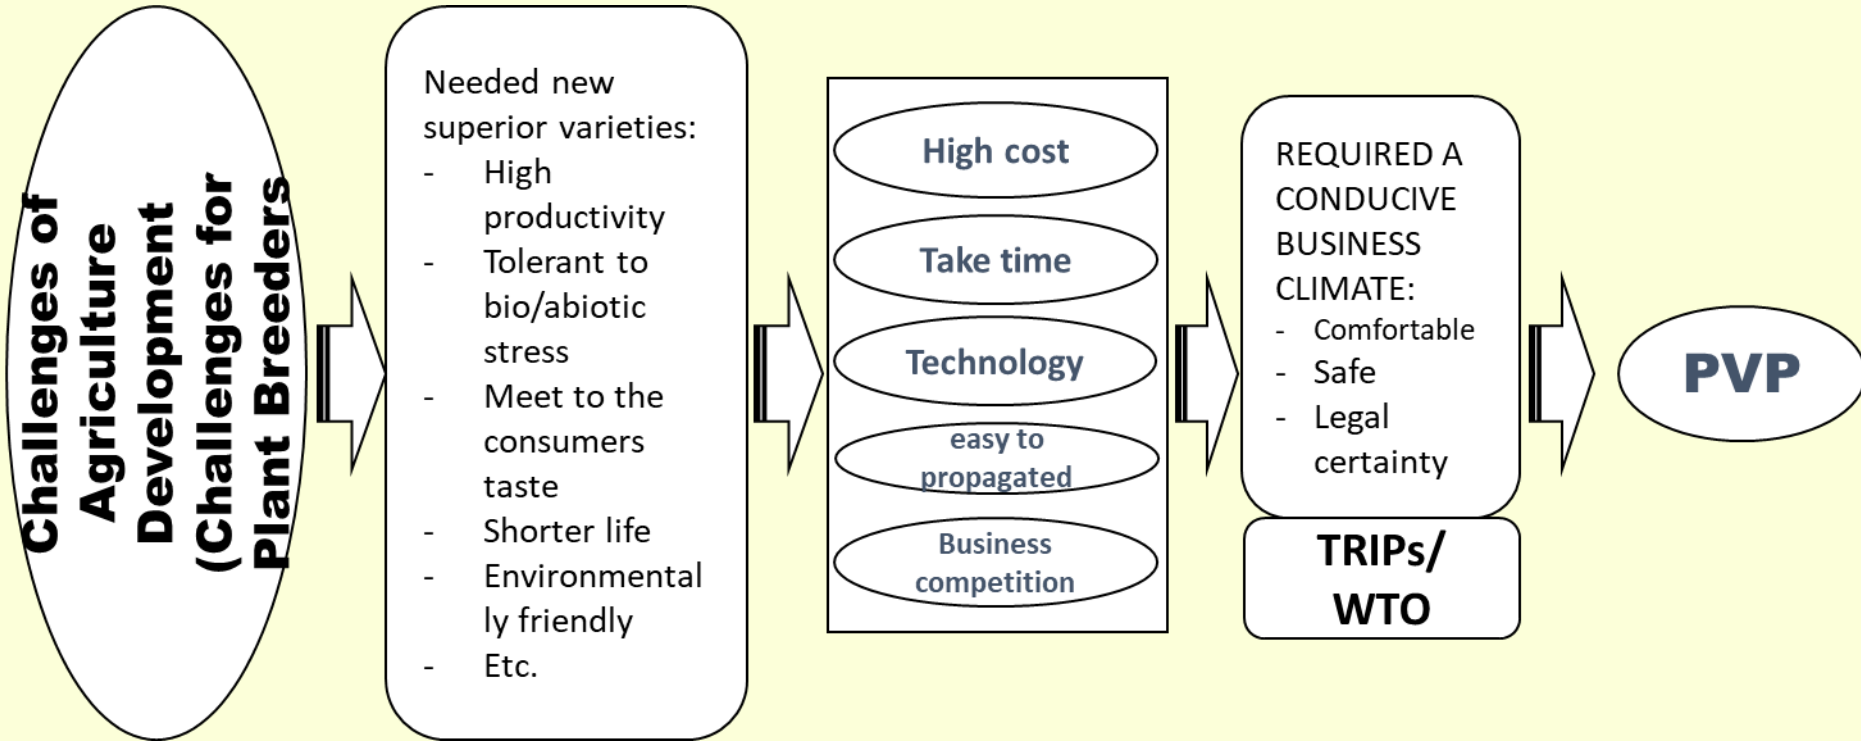 Challenges of
Agriculture
Development
(Challenges for
Plant Breeders
Needed new
superior varieties:
- High
productivity
- Tolerant to
bio/abiotic
stress
- Meet to the
consumers
taste
- Shorter life
- Environmental
ly friendly
- Etc.
High cost
Take time
Technology
easy to
propagated
Business
competition
REQUIRED A
CONDUCIVE
BUSINESS
CLIMATE:
- Comfortable
- Safe
- Legal
certainty
TRIPs/
WTO
PVP